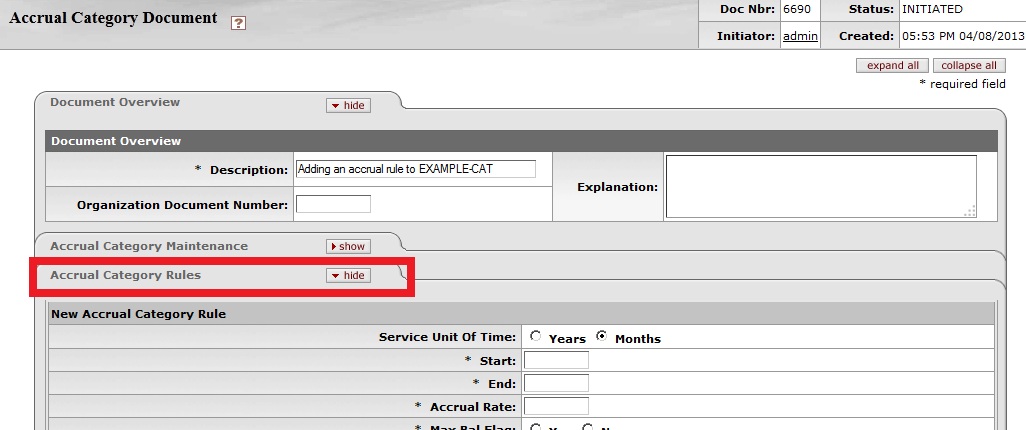 Accrual Category Document ?
Doc Nbr: 6690 Status: INITIATED
Initiator: admin Created: 05:53 PM 04/08/2013
expand all collapse all
* required field
Document Overview hide
Document Overview
* Description: Adding an accrual rule to EXAMPLE-CAT
Explanation:
Organization Document Number:
Accrual Category Maintenance show
Accrual Category Rules hide
New Accrual Category Rule
Service Unit Of Time: Years Months
* Start:
* End:
* Accrual Rate:
* Max Bal Flag: